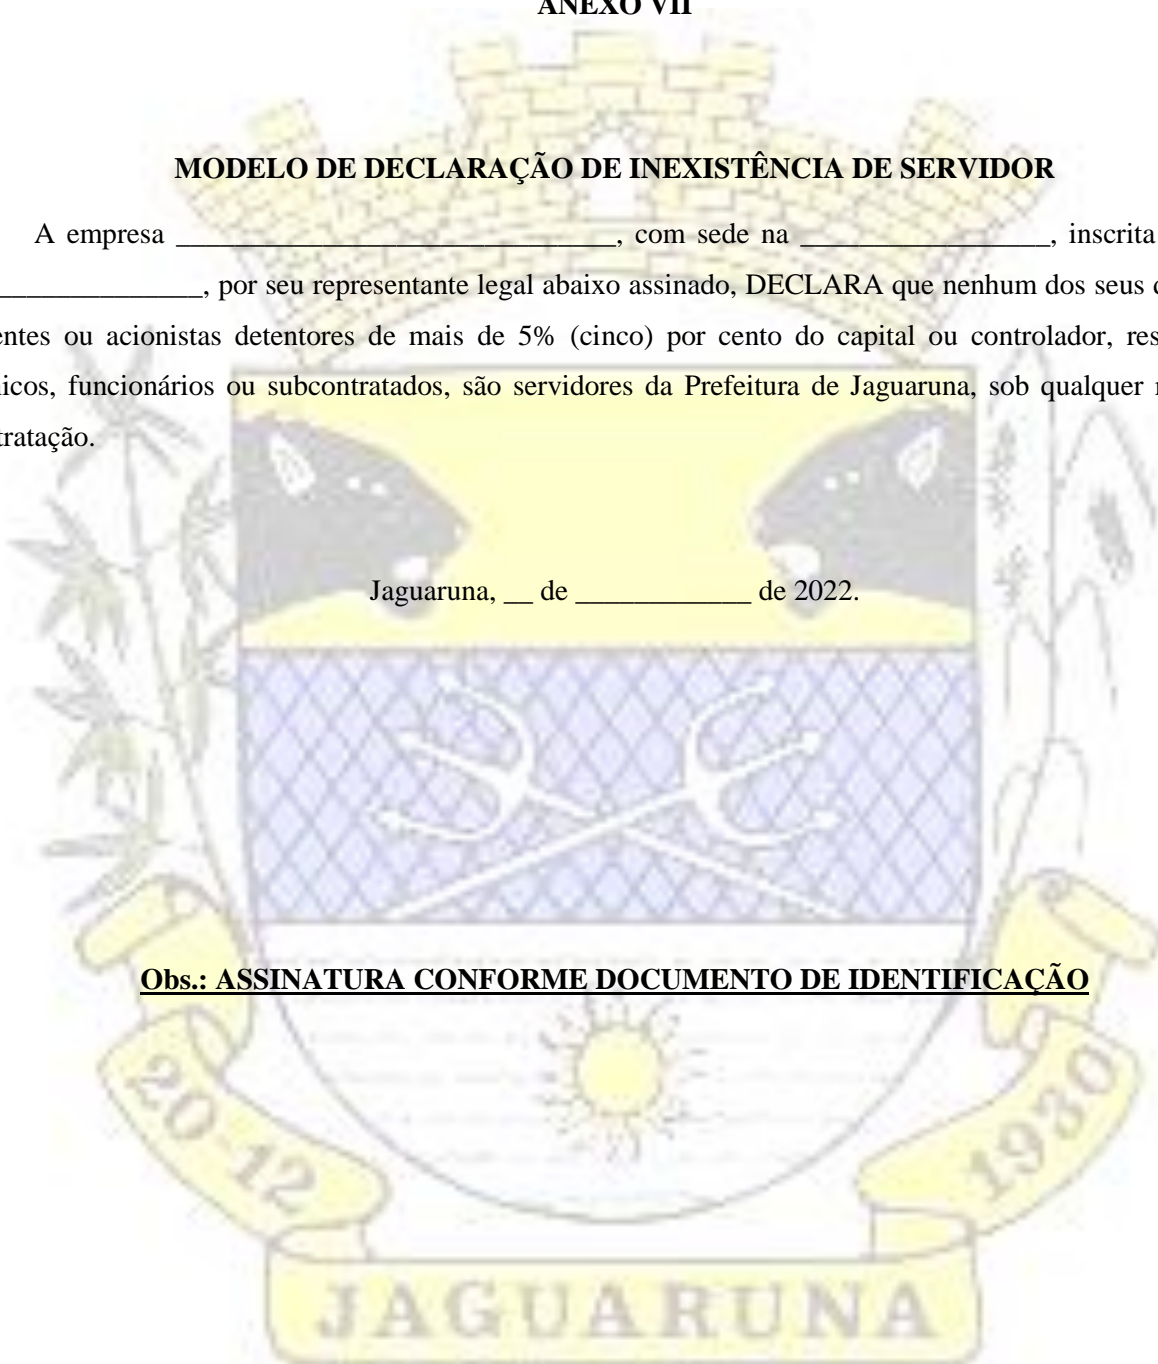 ANEXO VII
MODELO DE DECLARAÇÃO DE INEXISTÊNCIA DE SERVIDOR
A empresa ______________________________, com sede na _________________, inscrita
______________, por seu representante legal abaixo assinado, DECLARA que nenhum dos seus
ou acionistas detentores de mais de 5% (cinco) por cento do capital ou controlador,
funcionários ou subcontratados, são servidores da Prefeitura de Jaguaruna, sob qualquer
Jaguaruna, __ de ____________ de 2022.
Obs.: ASSINATURA CONFORME DOCUMENTO DE IDENTIFICAÇÃO
20-12
1930
JAGUARUNA